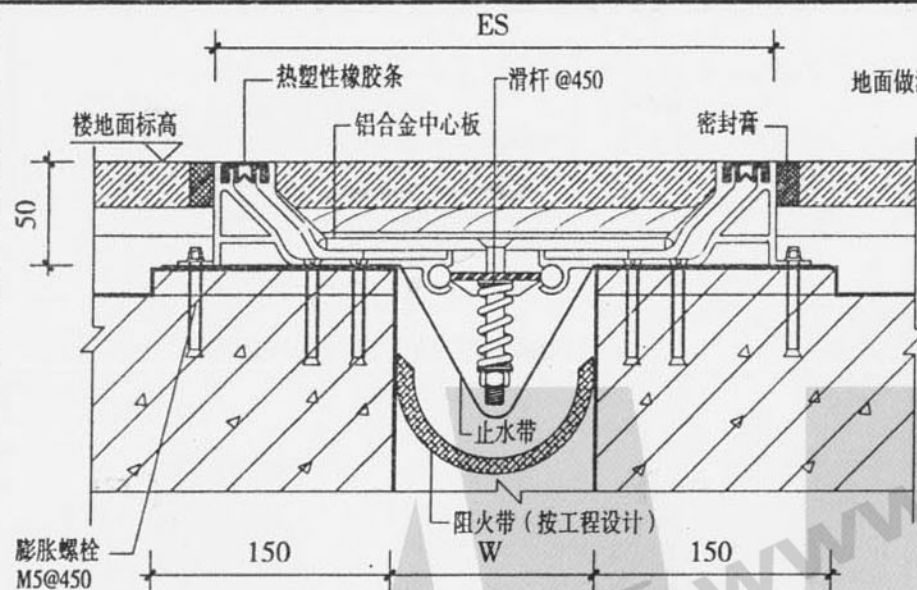 ES
热塑性橡胶条
滑杆 @450
地面做
楼地面标高
铝合金中心板
密封膏
50
止水带
阻火带（按工程设计）
膨胀螺栓
M5@450
150
W
150
www